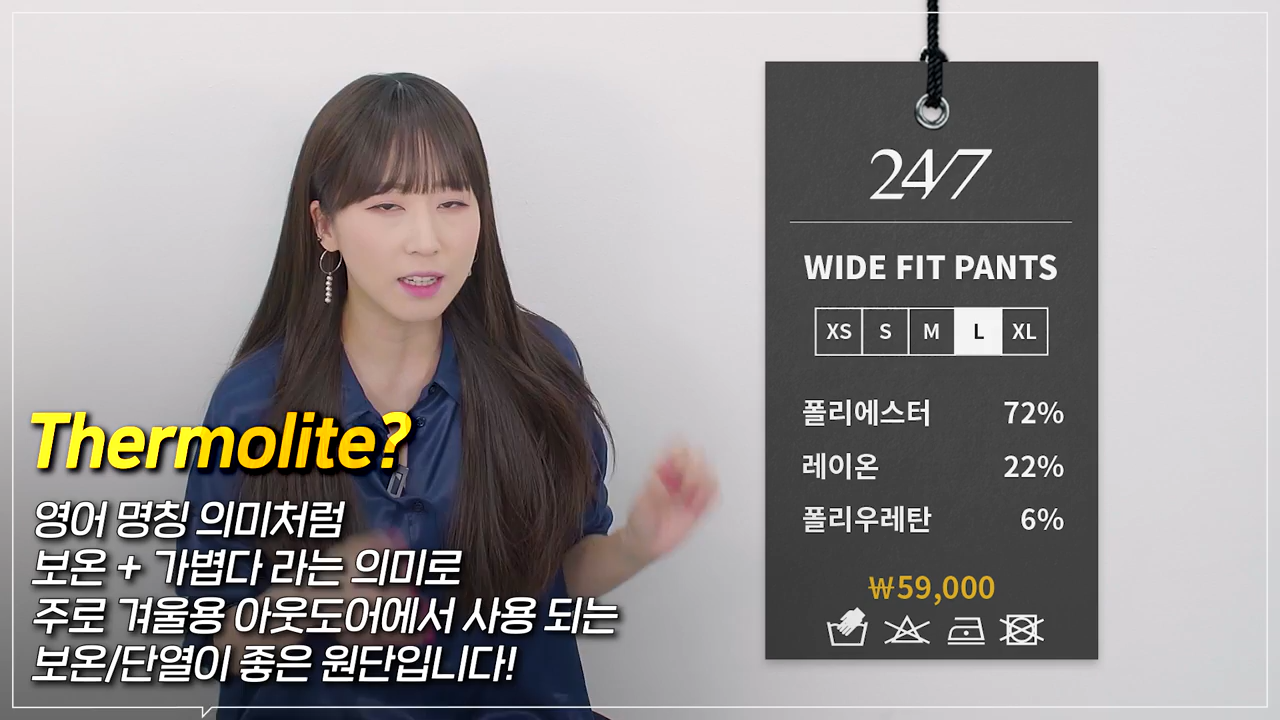 Thermolite?
영어 명칭 의미처럼
보온 + 가볍다 라는 의미로
주로 겨울용 아웃도어에서 사용 되는
보온/단열이 좋은 원단입니다!
24/7
WIDE FIT PANTS
XS S M L XL
폴리에스터 72%
레이온 22%
폴리우레탄 6%
₩59,000